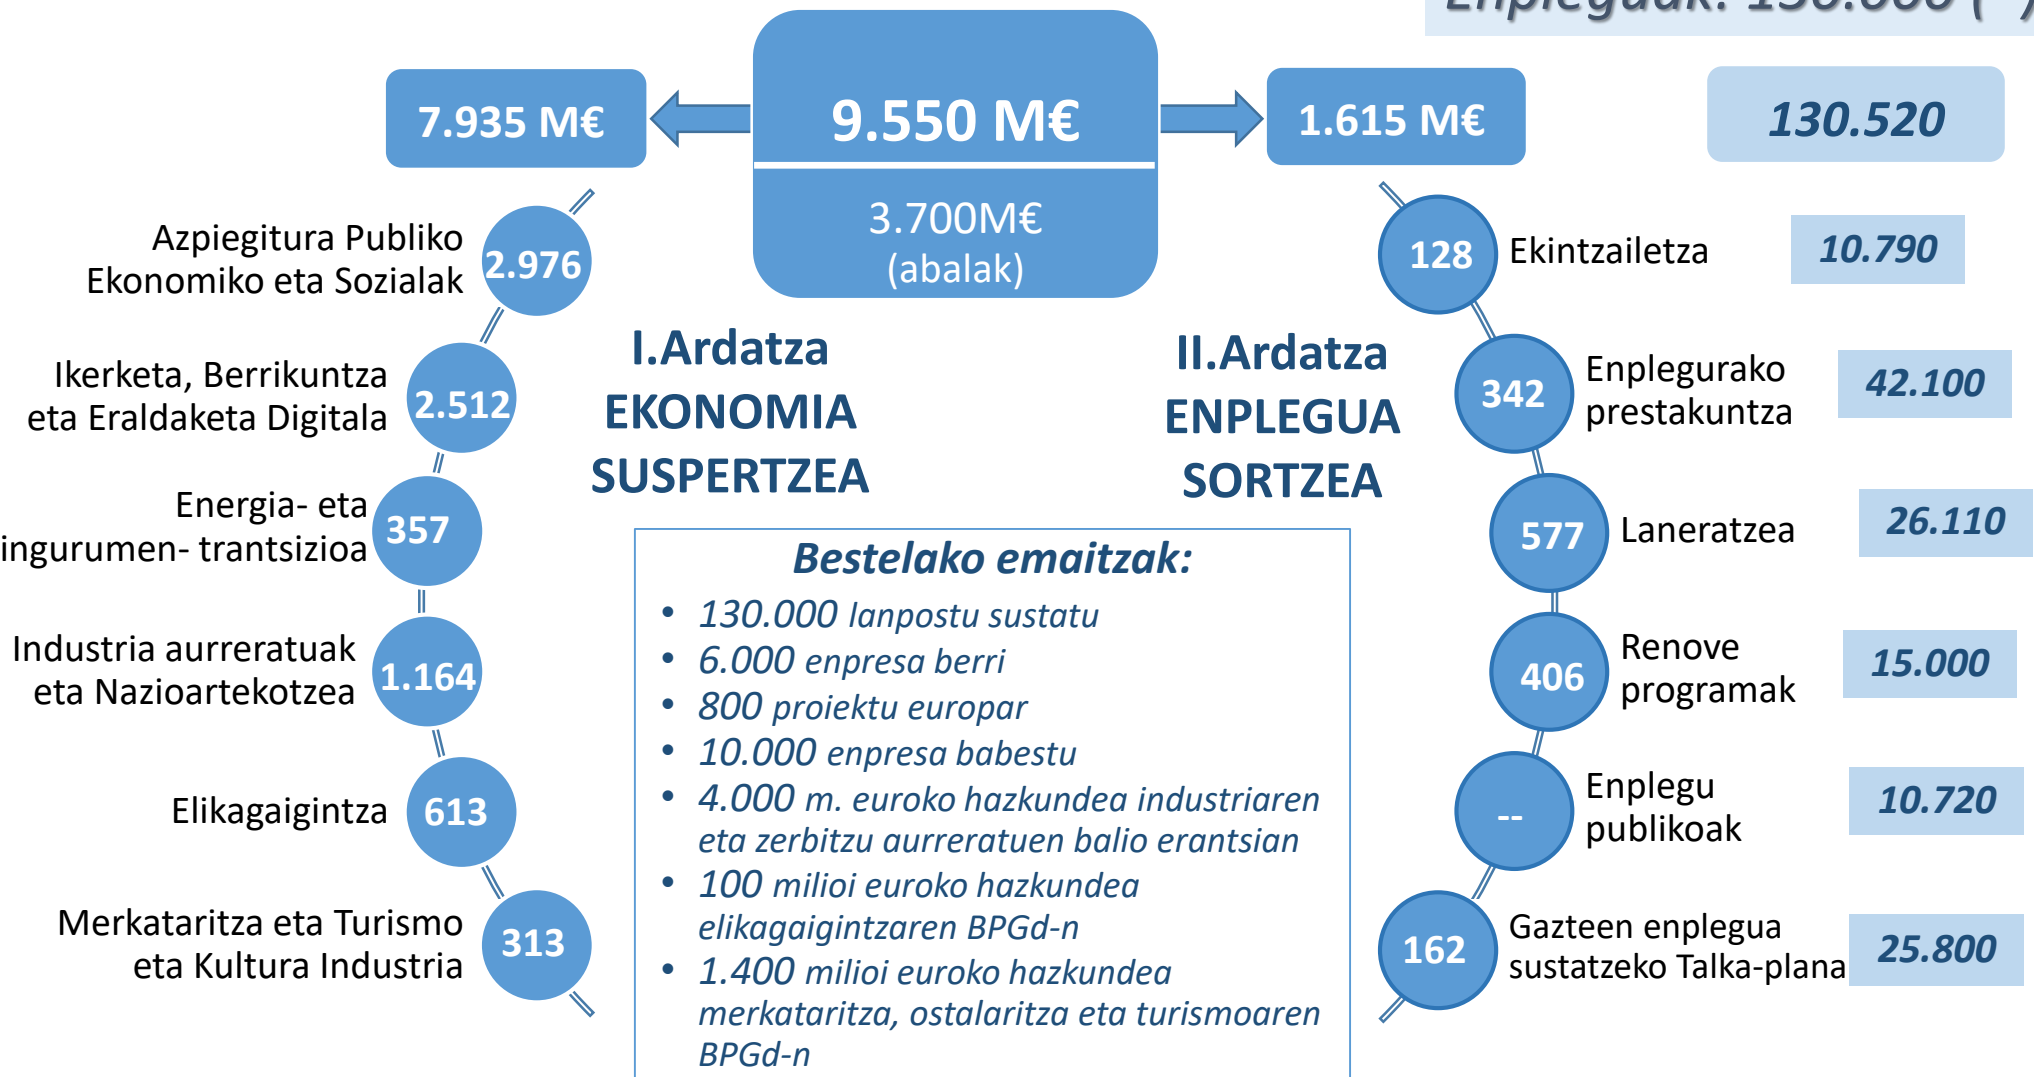 Enpleguak:
7.935 M€
9.550 M€
3.700M€
(abalak)
1.615 M€
130.520
Azpiegitura Publiko
Ekonomiko eta Sozialak
2.976
Ikerketa, Berrikuntza
eta Eraldaketa Digitala
2.512
Energia- eta
ingurumen- trantsizioa
357
Industria aurreratuak
eta Nazioartekotzea
1.164
Elikagaigintza
613
Merkataritza eta Turismo
eta Kultura Industria
313
I.Ardatza
EKONOMIA
SUSPERTZEA
II.Ardatza
ENPLEGUA
SORTZEA
Bestelako emaitzak:
• 130.000 lanpostu sustatu
• 6.000 enpresa berri
• 800 proiektu europar
• 10.000 enpresa babestu
• 4.000 m. euroko hazkundea industriaren
eta zerbitzu aurreratuen balio erantsian
• 100 milioi euroko hazkundea
elikagaigintzaren BPGd-n
• 1.400 milioi euroko hazkundea
merkataritza, ostalaritza eta turismoaren
BPGd-n
128
Ekintzailetza
10.790
342
Enplegurako
prestakuntza
42.100
577
Laneratzea
26.110
406
Renove
programak
15.000
--
Enplegu
publikoak
10.720
162
Gazteen enplegua
sustatzeko Talka-plana
25.800